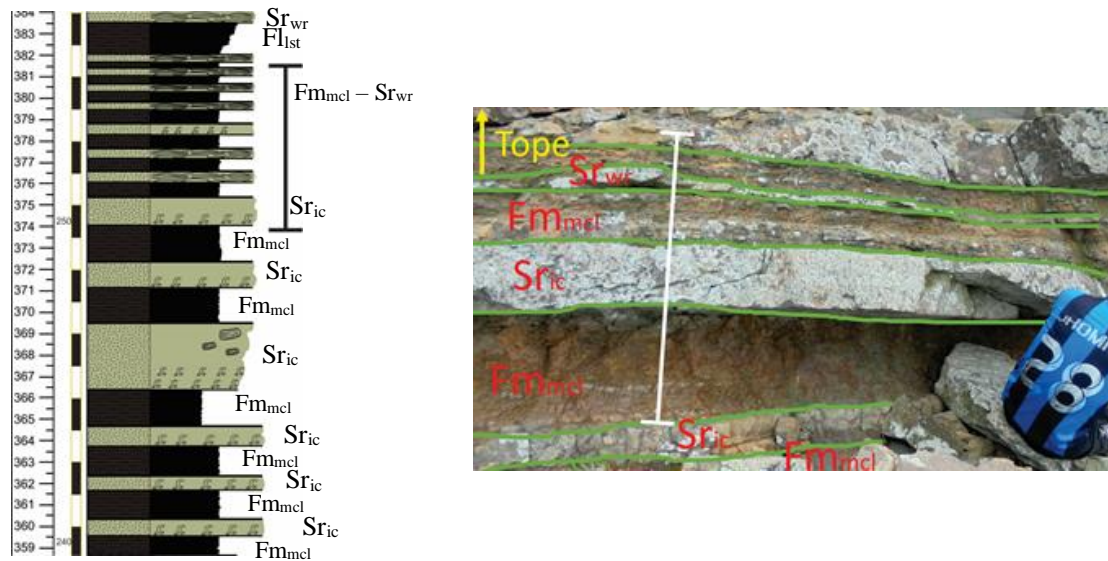 384
383
382
381
380
379
378
377
376
375
374
373
372
371
370
369
368
367
366
365
364
363
362
361
360
359
250
240
Sr wr
Fl lst
Fm mcl – Sr wr
Sr ic
Fm mcl
Sr ic
Fm mcl
Sr ic
Fm mcl
Sr ic
Fm mcl
Sr ic
Fm mcl
Sr ic
Fm mcl
Tope
Sr wr
Fm mcl
Sr ic
Fm mcl
Sr ic
Fm mcl
28